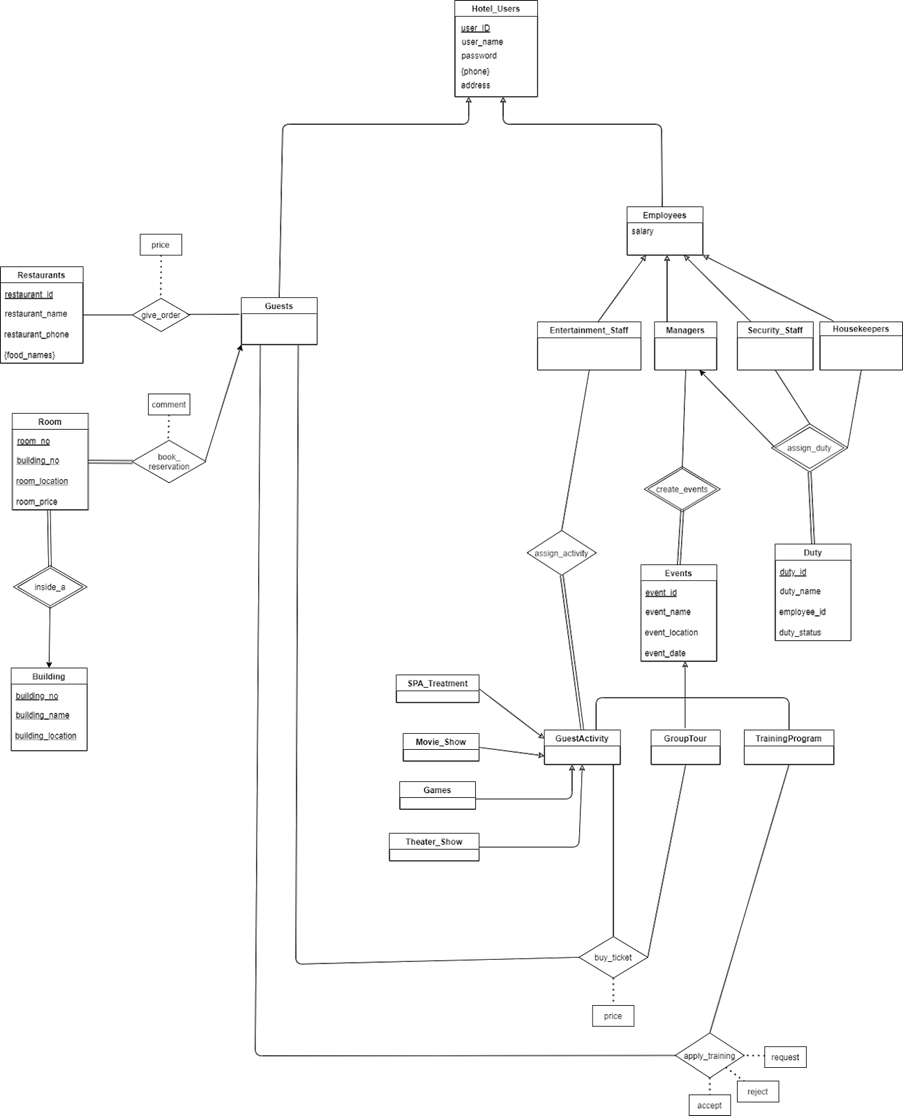 Hotel_Users
user_ID
user_name
password
{phone}
address
Employees
salary
price
Restaurants
restaurant_id
restaurant_name
restaurant_phone
{food_names}
give_order
Guests
Entertainment_Staff
Managers
Security_Staff
Housekeepers
comment
Room
room_no
building_no
room_location
room_price
book_
reservation
assign_duty
create_events
assign_activity
Duty
duty_id
duty_name
employee_id
duty_status
Events
event_id
event_name
event_location
event_date
inside_a
Building
building_no
building_name
building_location
SPA_Treatment
Movie_Show
Games
Theater_Show
GuestActivity
GroupTour
TrainingProgram
buy_ticket
price
apply_training
request
reject
accept